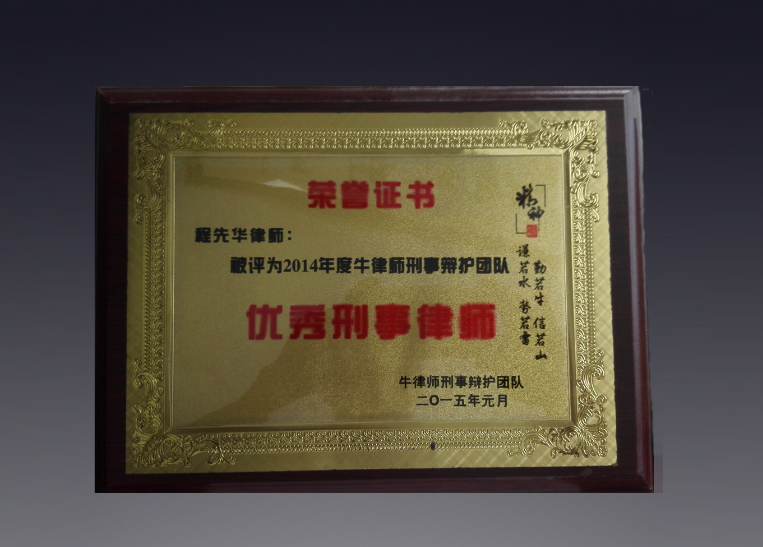 荣誉证书
程先华律师：
被评为2014年度牛律师刑事辩护团队
优秀刑事律师
牛律师刑事辩护团队
二〇一五年元月
精神
勤若牛 信若山
谦若水 势若雷